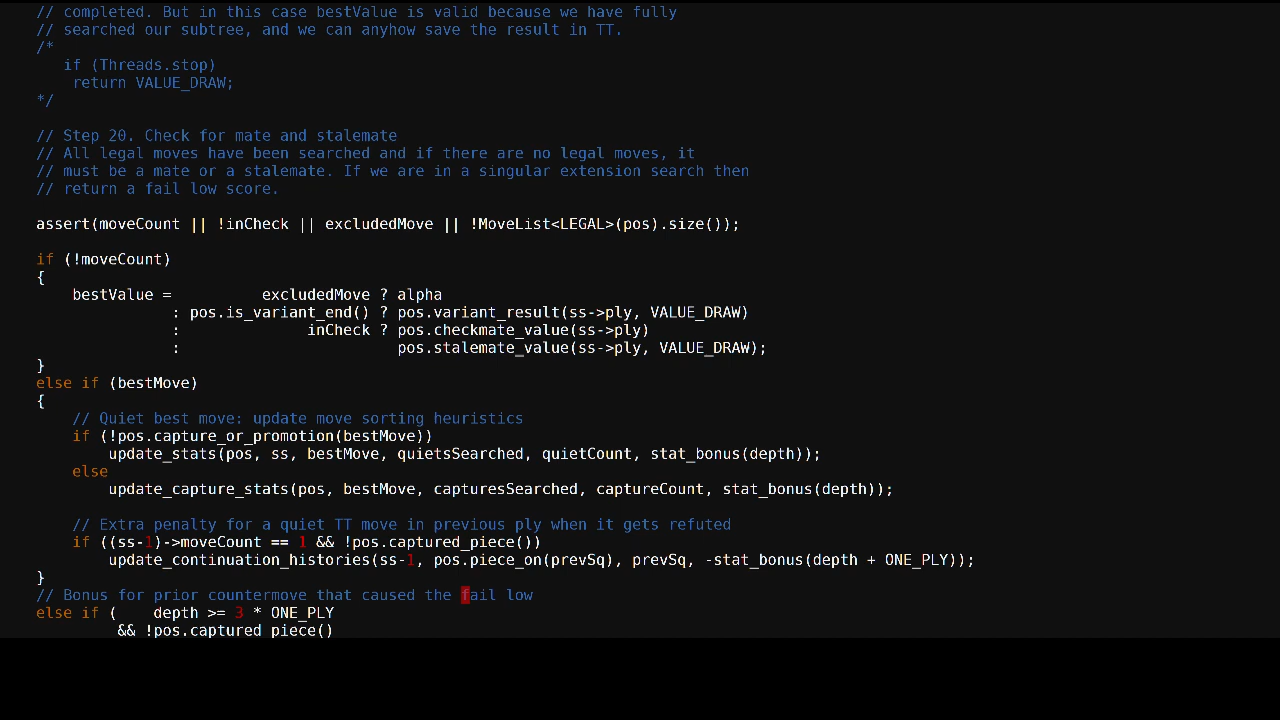 // completed. But in this case bestValue is valid because we have fully
// searched our subtree, and we can anyhow save the result in TT.
/*
if (Threads.stop)
return VALUE_DRAW;
*/
// Step 20. Check for mate and stalemate
// All legal moves have been searched and if there are no legal moves, it
// must be a mate or a stalemate. If we are in a singular extension search then
// return a fail low score.
assert(moveCount || !inCheck || excludedMove || !MoveList<LEGAL>(pos).size());
if (!moveCount)
{
bestValue = excludedMove ? alpha
: pos.is_variant_end() ? pos.variant_result(ss->ply, VALUE_DRAW)
: inCheck ? pos.checkmate_value(ss->ply)
: pos.stalemate_value(ss->ply, VALUE_DRAW);
}
else if (bestMove)
{
// Quiet best move: update move sorting heuristics
if (!pos.capture_or_promotion(bestMove))
update_stats(pos, ss, bestMove, quietsSearched, quietCount, stat_bonus(depth));
else
update_capture_stats(pos, bestMove, capturesSearched, captureCount, stat_bonus(depth));
// Extra penalty for a quiet TT move in previous ply when it gets refuted
if ((ss-1)->moveCount == 1 && !pos.captured_piece())
update_continuation_histories(ss-1, pos.piece_on(prevSq), prevSq, -stat_bonus(depth + ONE_PLY));
}
// Bonus for prior countermove that caused the fail low
else if ( depth >= 3 * ONE_PLY
&& !pos.captured_piece()